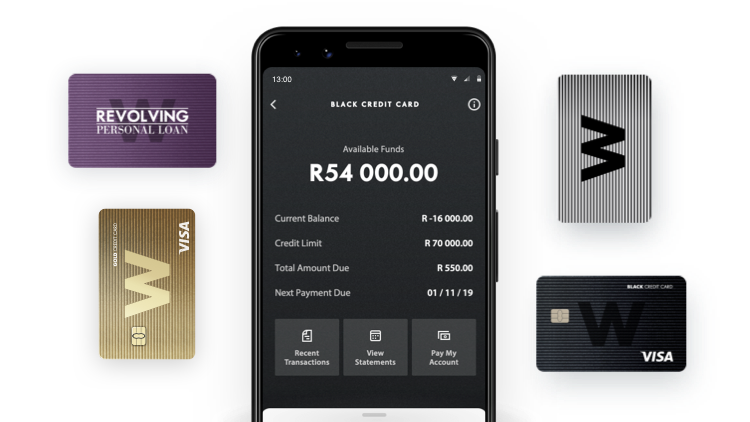 REVOLVING
PERSONAL LOAN
GOLD CREDIT CARD
W
VISA
13:00
BLACK CREDIT CARD
Available Funds
R54 000.00
Current Balance R -16 000.00
Credit Limit R 70 000.00
Total Amount Due R 550.00
Next Payment Due 01 / 11 / 19
Recent
Transactions
View
Statements
Pay My
Account
W
BLACK CREDIT CARD
W
VISA